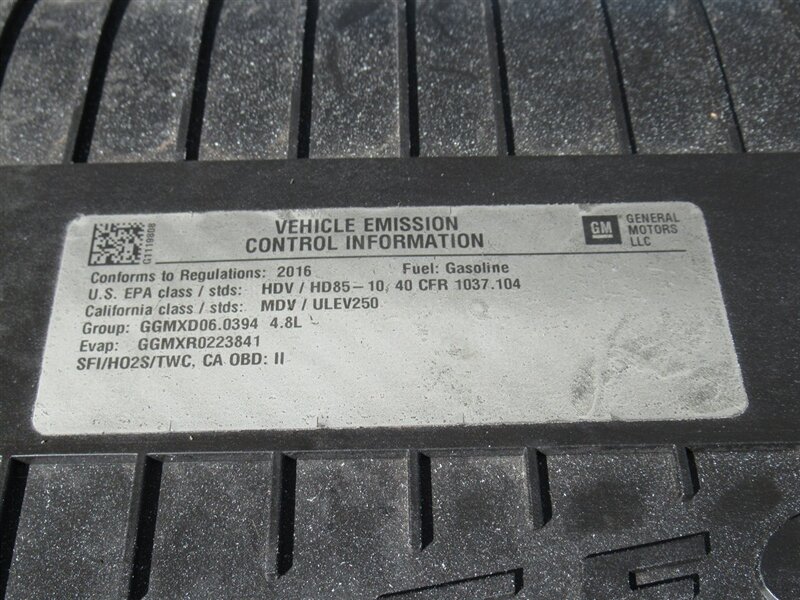 G1119808
VEHICLE EMISSION
CONTROL INFORMATION
GM
GENERAL
MOTORS
LLC
Conforms to Regulations: 2016 Fuel: Gasoline
U.S. EPA class / stds: HDV / HD85-10, 40 CFR 1037.104
California class / stds: MDV / ULEV250
Group: GGMXD06.0394 4.8L
Evap: GGMXR0223841
SFI/HO2S/TWC, CA OBD: II